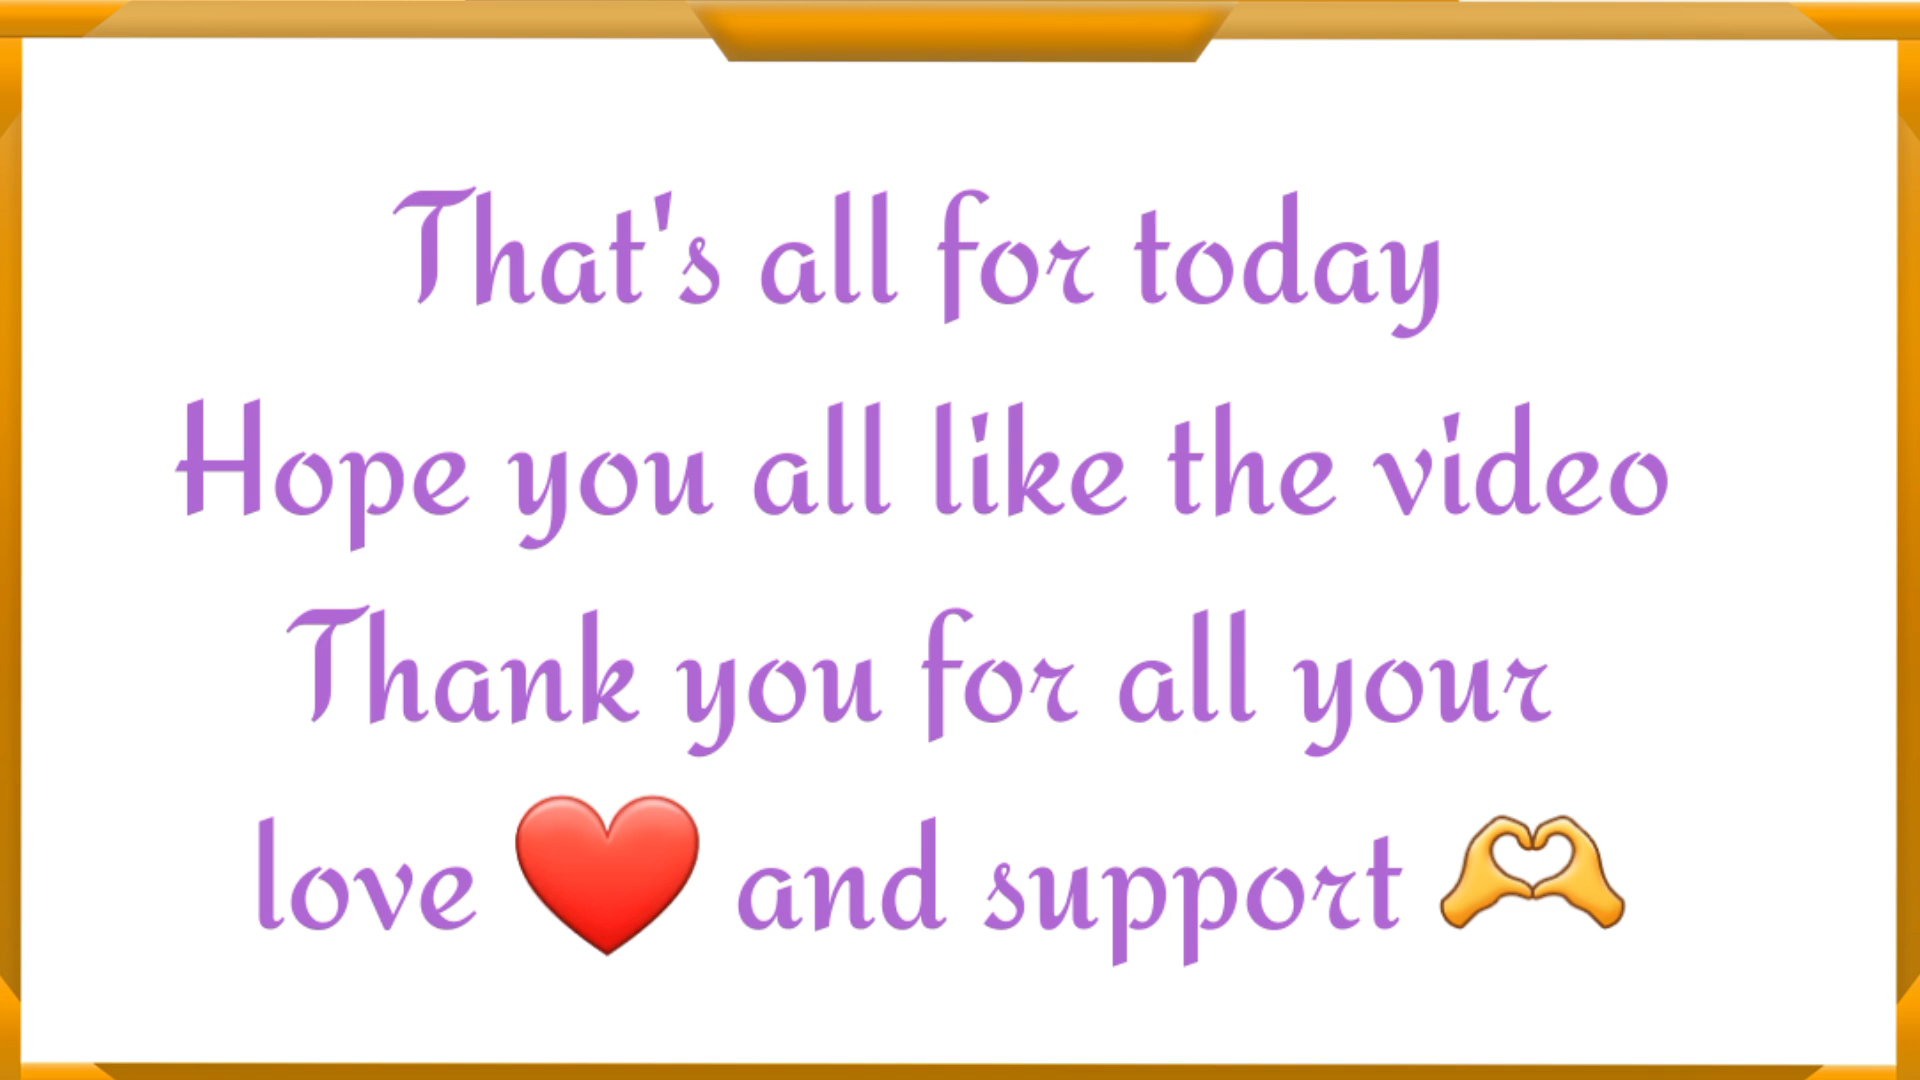 That's all for today
Hope you all like the video
Thank you for all your
love ❤️ and support 🫶